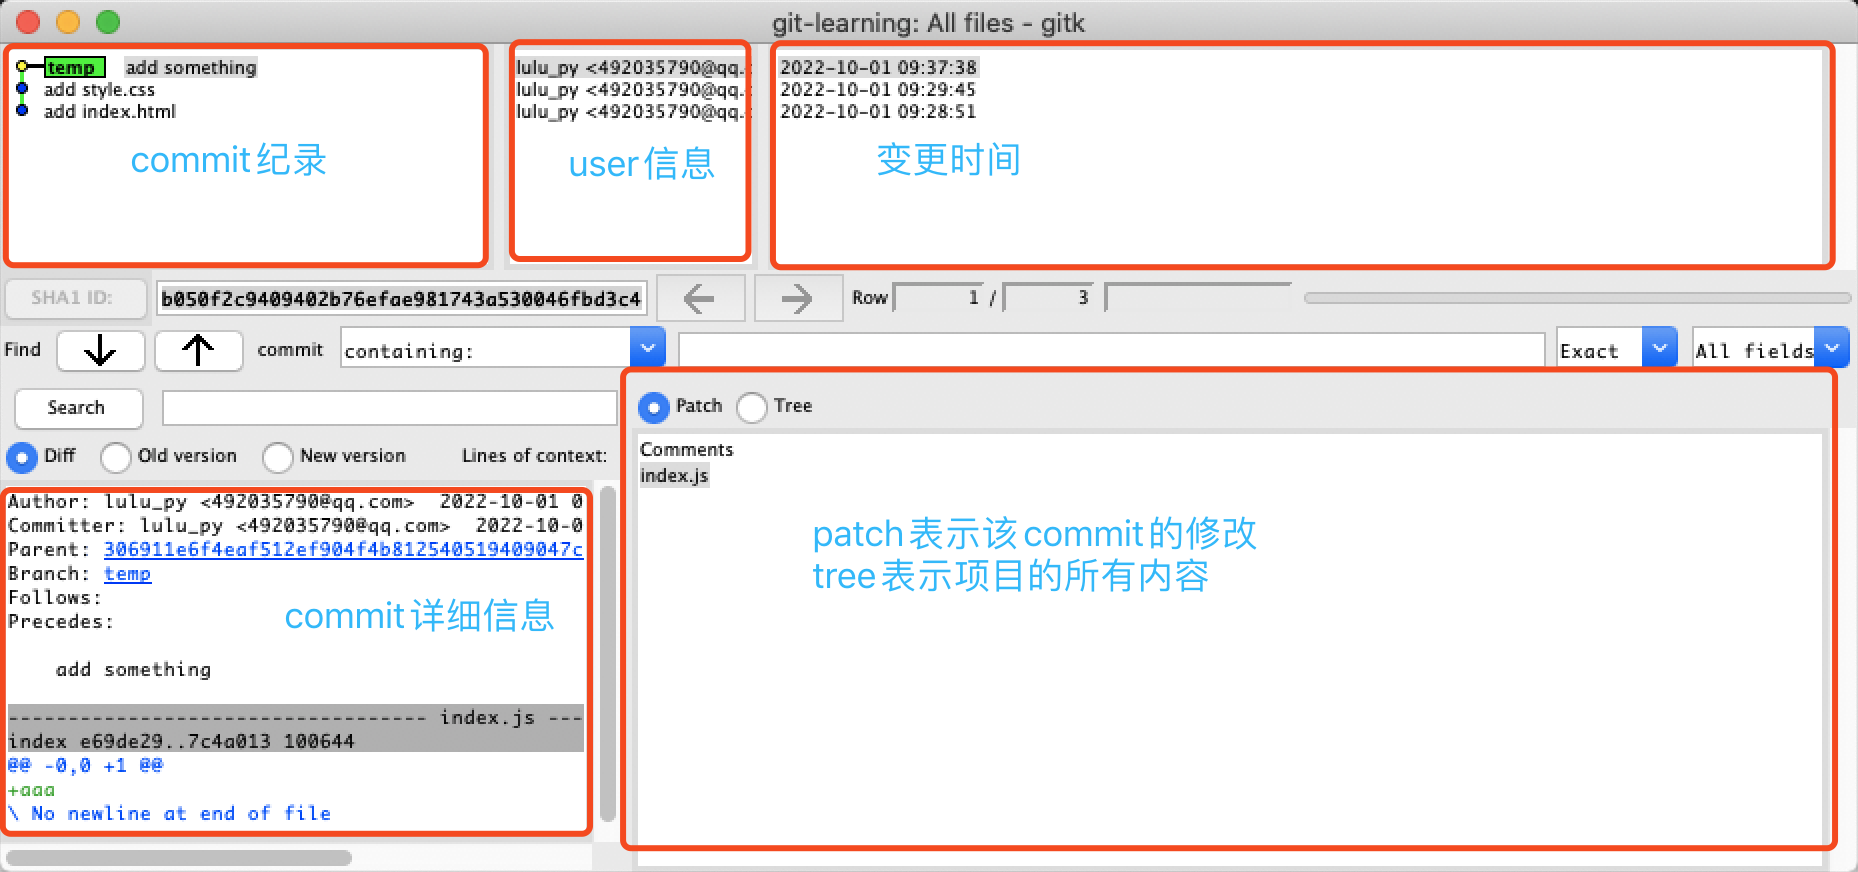 git-learning: All files - gitk
temp add something
add style.css
add index.html
commit纪录
lulu_py <492035790@qq.
lulu_py <492035790@qq.
lulu_py <492035790@qq.
user信息
2022-10-01 09:37:38
2022-10-01 09:29:45
2022-10-01 09:28:51
变更时间
SHA1 ID: b050f2c9409402b76efae981743a530046fbd3c4 Row 1 / 3
Find commit containing: Exact All fields
Search
Diff Old version New version Lines of context:
Author: lulu_py <492035790@qq.com> 2022-10-01 0
Committer: lulu_py <492035790@qq.com> 2022-10-0
Parent: 306911e6f4eaf512ef904f4b812540519409047c
Branch: temp
Follows:
Precedes:
commit详细信息
add something
----------------------------------- index.js ---
index e69de29..7c4a013 100644
@@ -0,0 +1 @@
+aaa
\ No newline at end of file
Patch Tree
Comments
index.js
patch表示该commit的修改
tree表示项目的所有内容